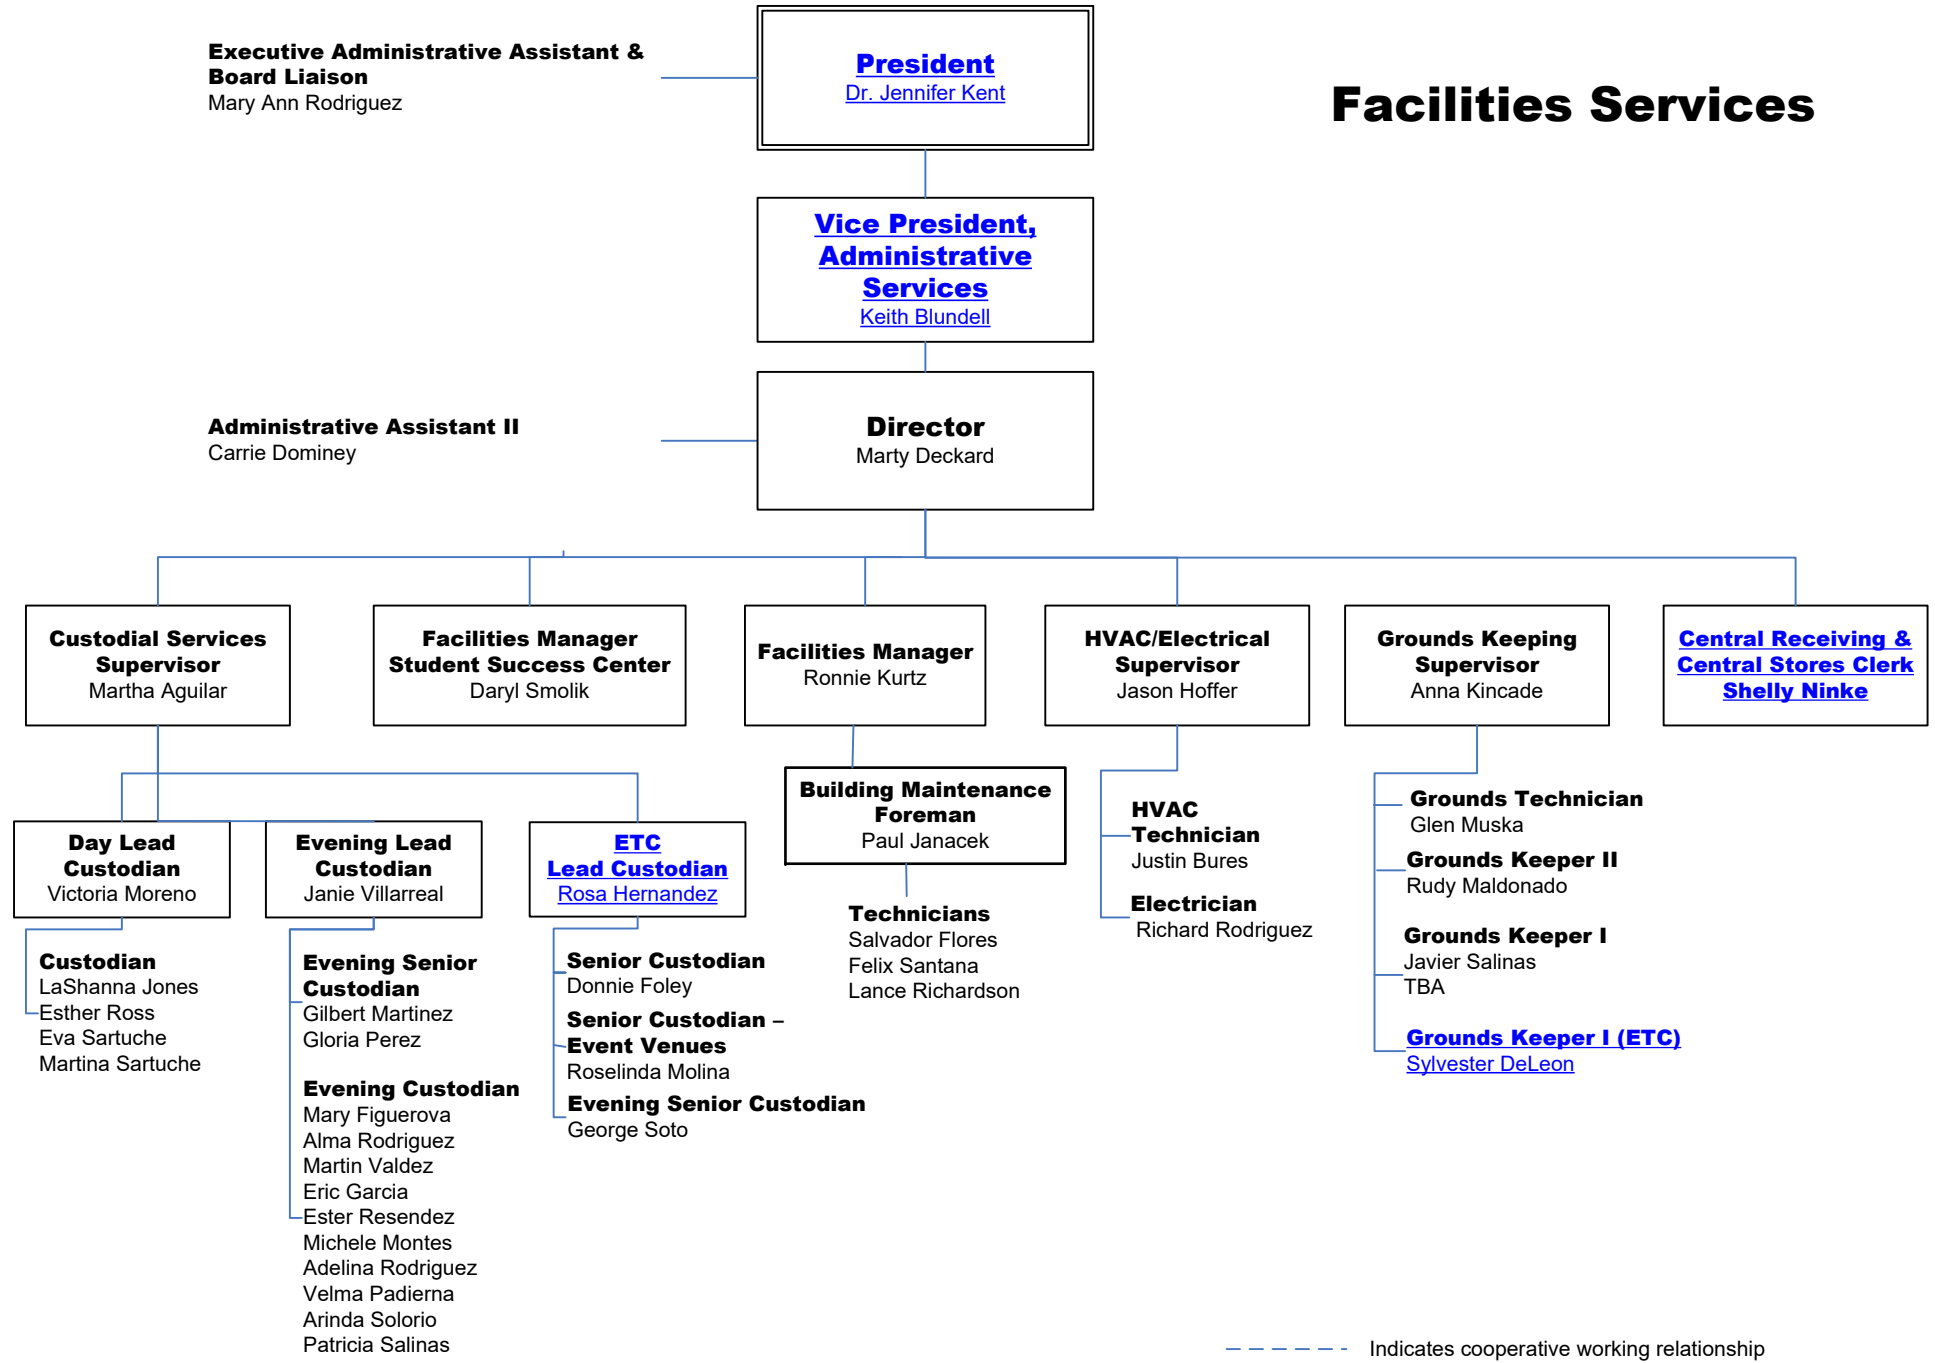 Executive Administrative Assistant &
Board Liaison
Mary Ann Rodriguez
President
Dr. Jennifer Kent
Facilities Services
Vice President,
Administrative
Services
Keith Blundell
Administrative Assistant II
Carrie Dominey
Director
Marty Deckard
Custodial Services
Supervisor
Martha Aguilar
Facilities Manager
Student Success Center
Daryl Smolik
Facilities Manager
Ronnie Kurtz
HVAC/Electrical
Supervisor
Jason Hoffer
Grounds Keeping
Supervisor
Anna Kincade
Central Receiving &
Central Stores Clerk
Shelly Ninke
Day Lead
Custodian
Victoria Moreno
Custodian
LaShanna Jones
Esther Ross
Eva Sartuche
Martina Sartuche
Evening Lead
Custodian
Janie Villarreal
Evening Senior
Custodian
Gilbert Martinez
Gloria Perez
Evening Custodian
Mary Figuerova
Alma Rodriguez
Martin Valdez
Eric Garcia
Ester Resendez
Michele Montes
Adelina Rodriguez
Velma Padierna
Arinda Solorio
Patricia Salinas
ETC
Lead Custodian
Rosa Hernandez
Senior Custodian
Donnie Foley
Senior Custodian –
Event Venues
Roselinda Molina
Evening Senior Custodian
George Soto
Building Maintenance
Foreman
Paul Janacek
Technicians
Salvador Flores
Felix Santana
Lance Richardson
HVAC
Technician
Justin Bures
Electrician
Richard Rodriguez
Grounds Technician
Glen Muska
Grounds Keeper II
Rudy Maldonado
Grounds Keeper I
Javier Salinas
TBA
Grounds Keeper I (ETC)
Sylvester DeLeon
Indicates cooperative working relationship